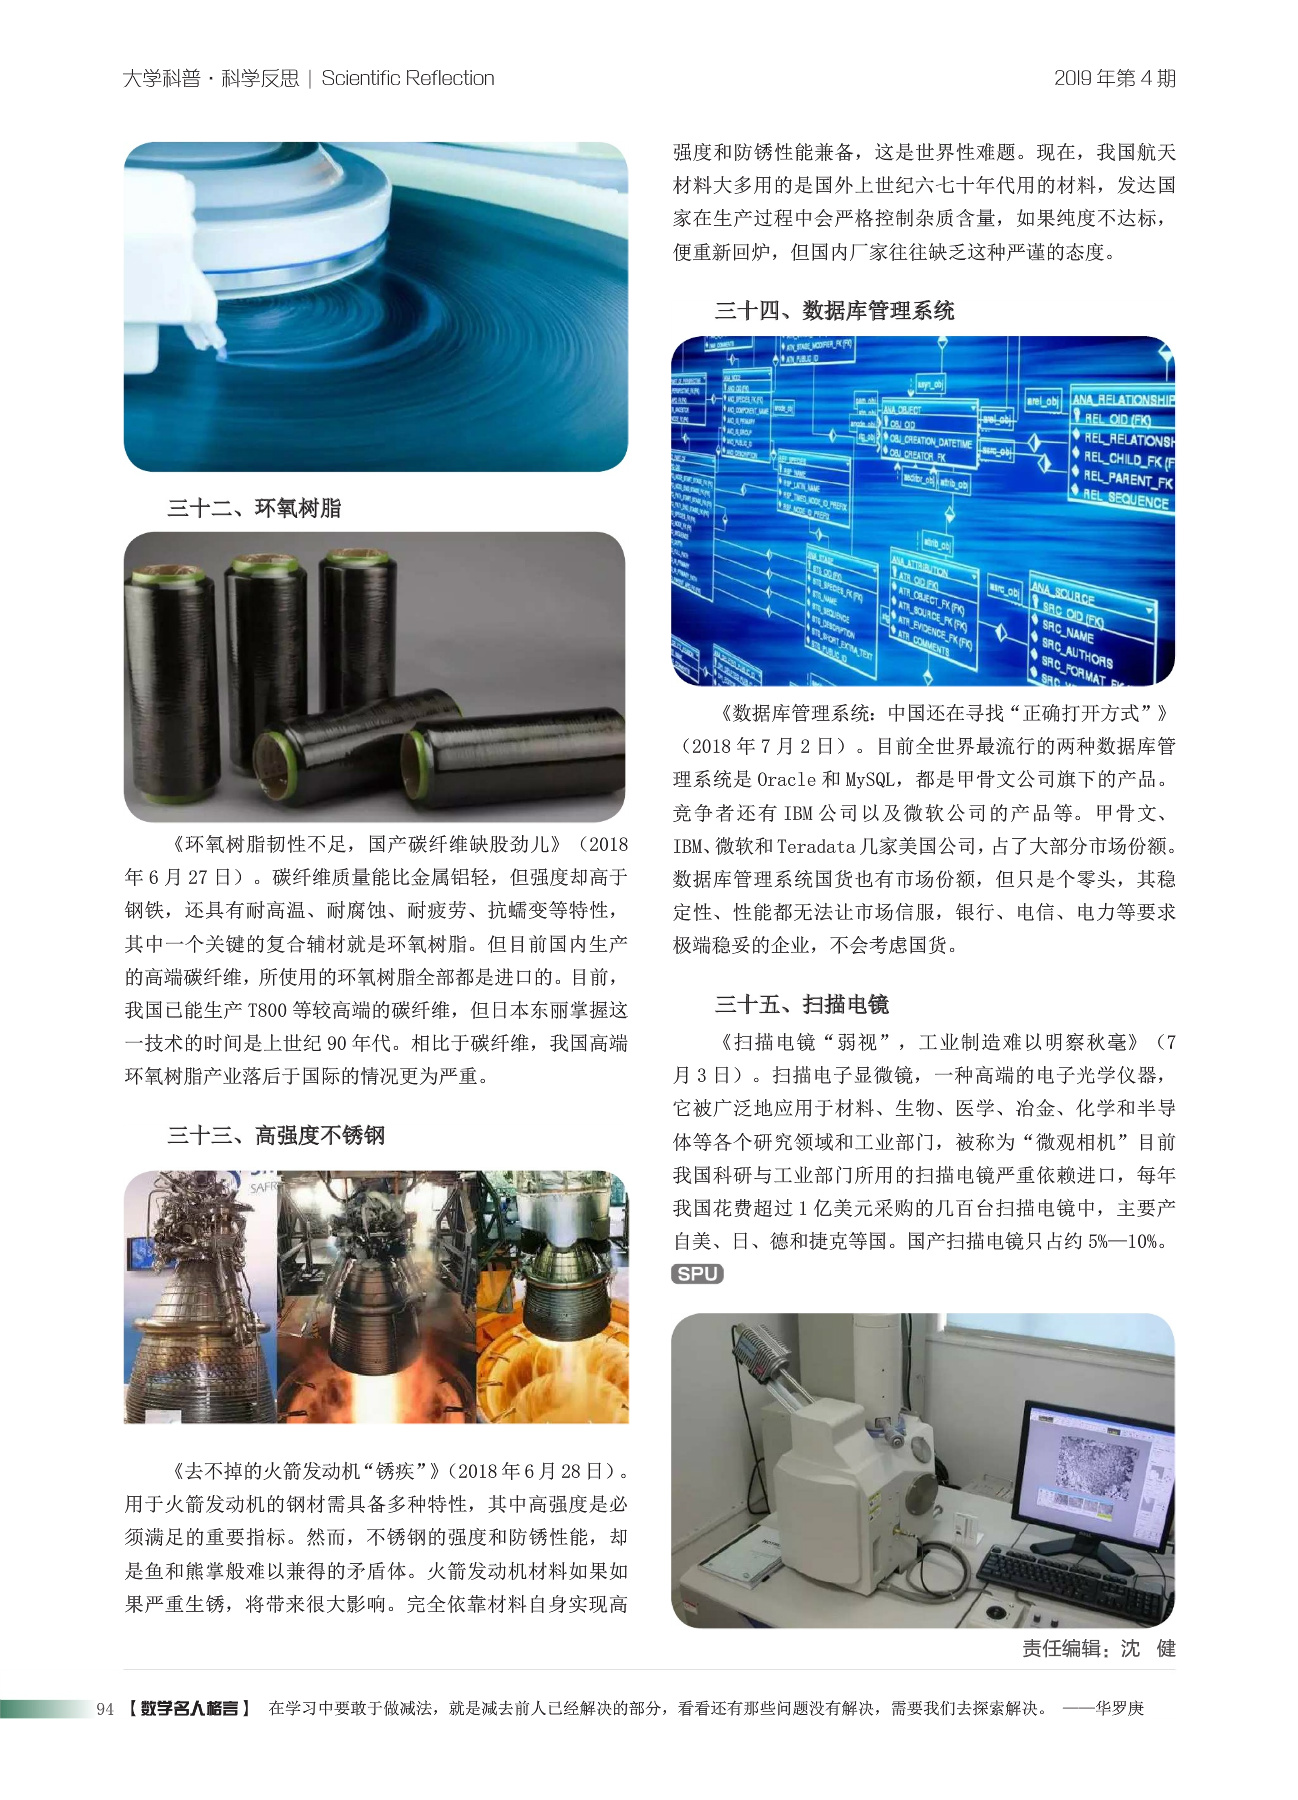 大学科普·科学反思 | Scientific Reflection
2019 年第 4 期
三十二、环氧树脂
《环氧树脂韧性不足，国产碳纤维缺股劲儿》（2018
年 6 月 27 日）。碳纤维质量能比金属铝轻，但强度却高于
钢铁，还具有耐高温、耐腐蚀、耐疲劳、抗蠕变等特性，
其中一个关键的复合辅材就是环氧树脂。但目前国内生产
的高端碳纤维，所使用的环氧树脂全部都是进口的。目前，
我国已能生产 T800 等较高端的碳纤维，但日本东丽掌握这
一技术的时间是上世纪 90 年代。相比于碳纤维，我国高端
环氧树脂产业落后于国际的情况更为严重。
三十三、高强度不锈钢
SAFR
《去不掉的火箭发动机“锈疾”》（2018 年 6 月 28 日）。
用于火箭发动机的钢材需具备多种特性，其中高强度是必
须满足的重要指标。然而，不锈钢的强度和防锈性能，却
是鱼和熊掌般难以兼得的矛盾体。火箭发动机材料如果如
果严重生锈，将带来很大影响。完全依靠材料自身实现高
强度和防锈性能兼备，这是世界性难题。现在，我国航天
材料大多用的是国外上世纪六七十年代用的材料，发达国
家在生产过程中会严格控制杂质含量，如果纯度不达标，
便重新回炉，但国内厂家往往缺乏这种严谨的态度。
三十四、数据库管理系统
ANA_OBJECT
OBJ_OID
OBJ_CREATION_DATETIME
OBJ_CREATOR_FK
arel_obj
ANA_RELATIONSHIP
REL_OID (FK)
REL_RELATIONSH
REL_CHILD_FK (F
REL_PARENT_FK
REL_SEQUENCE
ANA_ATTRIBUTION
ATR_OID (FK)
ATR_OBJECT_FK (FK)
ATR_SOURCE_FK (FK)
ATR_EVIDENCE_FK (FK)
ATR_COMMENTS
ANA_SOURCE
SRC_OID (FK)
SRC_NAME
SRC_AUTHORS
SRC_FORMAT_FK
《数据库管理系统：中国还在寻找“正确打开方式”》
（2018 年 7 月 2 日）。目前全世界最流行的两种数据库管
理系统是 Oracle 和 MySQL，都是甲骨文公司旗下的产品。
竞争者还有 IBM 公司以及微软公司的产品等。甲骨文、
IBM、微软和 Teradata 几家美国公司，占了大部分市场份额。
数据库管理系统国货也有市场份额，但只是个零头，其稳
定性、性能都无法让市场信服，银行、电信、电力等要求
极端稳妥的企业，不会考虑国货。
三十五、扫描电镜
《扫描电镜“弱视”，工业制造难以明察秋毫》（7
月 3 日）。扫描电子显微镜，一种高端的电子光学仪器，
它被广泛地应用于材料、生物、医学、冶金、化学和半导
体等各个研究领域和工业部门，被称为“微观相机”目前
我国科研与工业部门所用的扫描电镜严重依赖进口，每年
我国花费超过 1 亿美元采购的几百台扫描电镜中，主要产
自美、日、德和捷克等国。国产扫描电镜只占约 5%—10%。
SPU
责任编辑：沈 健
94 【数学名人格言】 在学习中要敢于做减法，就是减去前人已经解决的部分，看看还有那些问题没有解决，需要我们去探索解决。 ——华罗庚